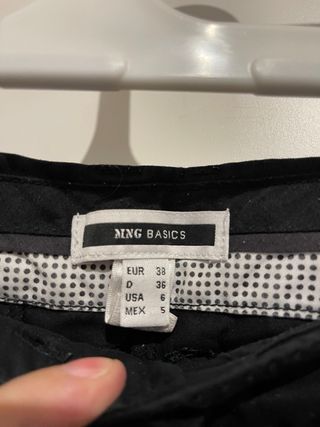 MNG BASICS
EUR 38
D 36
USA 6
MEX 5